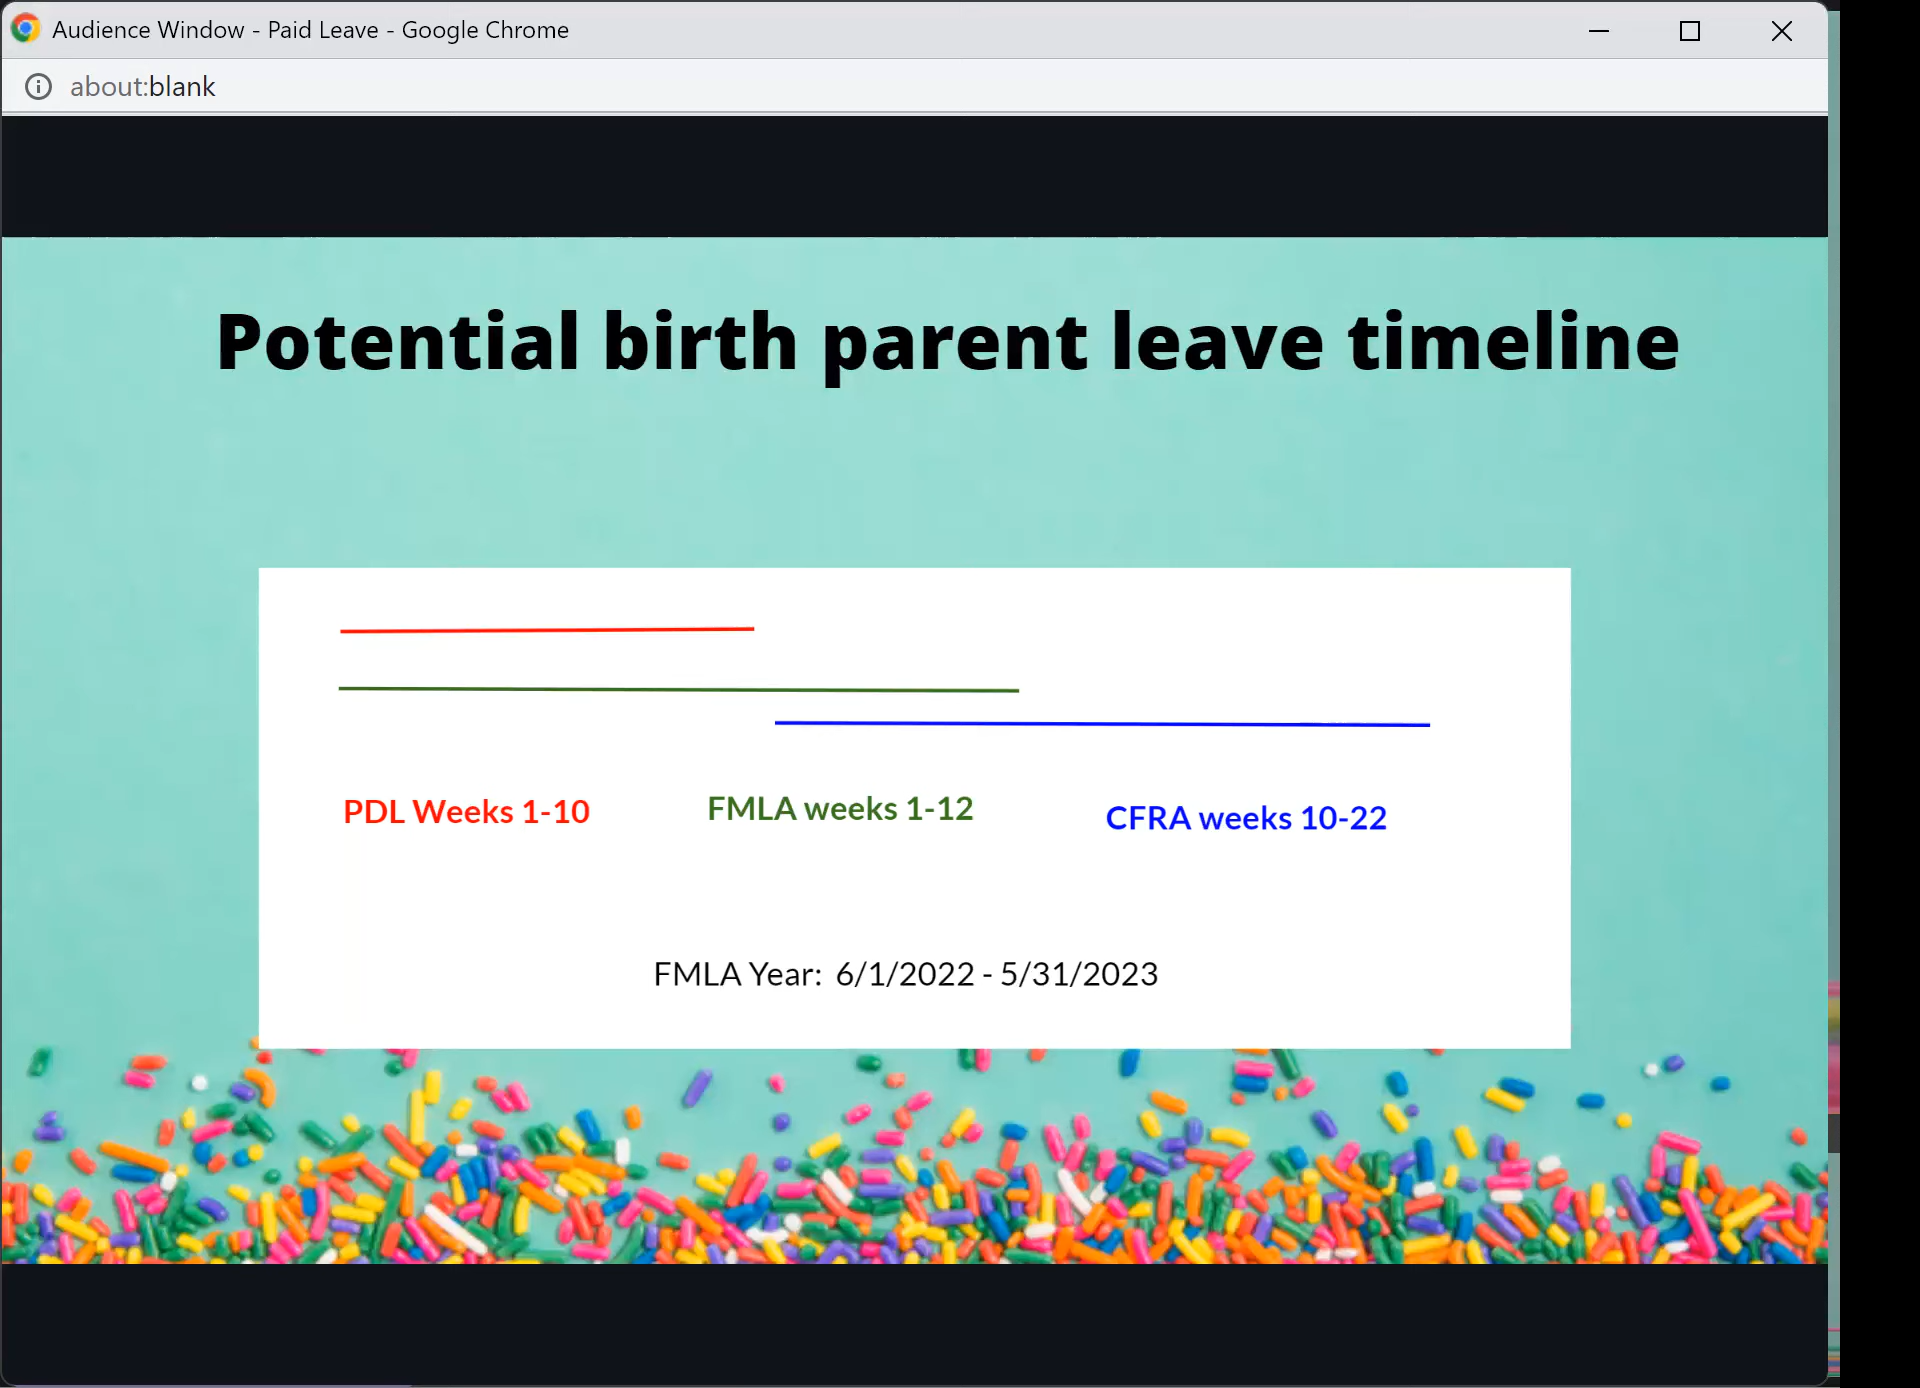 Audience Window - Paid Leave - Google Chrome
about:blank
Potential birth parent leave timeline
PDL Weeks 1-10
FMLA weeks 1-12
CFRA weeks 10-22
FMLA Year: 6/1/2022 - 5/31/2023